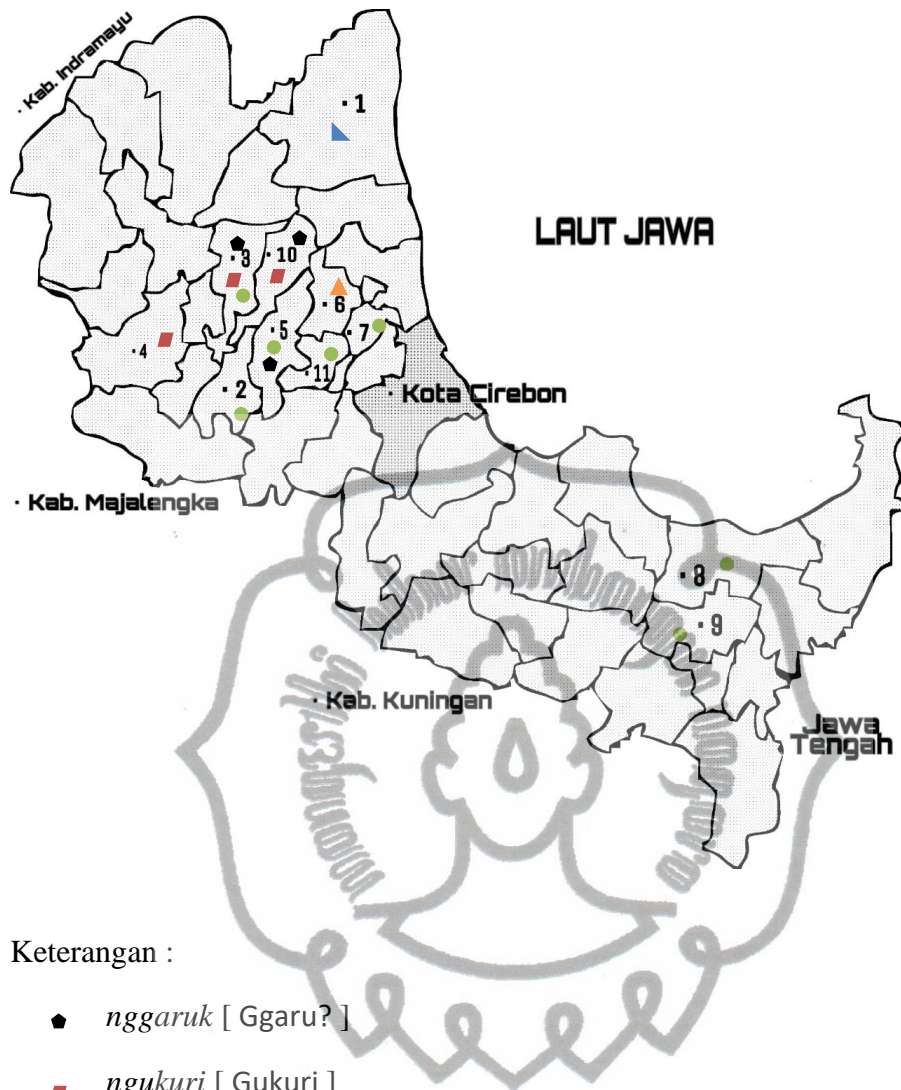 · Kab. Indramayu
· 1
LAUT JAWA
· 3
· 10
· 6
· 5
· 7
· 4
· 11
· 2
· Kota Cirebon
· Kab. Majalengka
· 8
· 9
· Kab. Kuningan
Jawa
Tengah
Keterangan :
nggaruk [ Ggaru? ]
ngukuri [ Gukuri ]